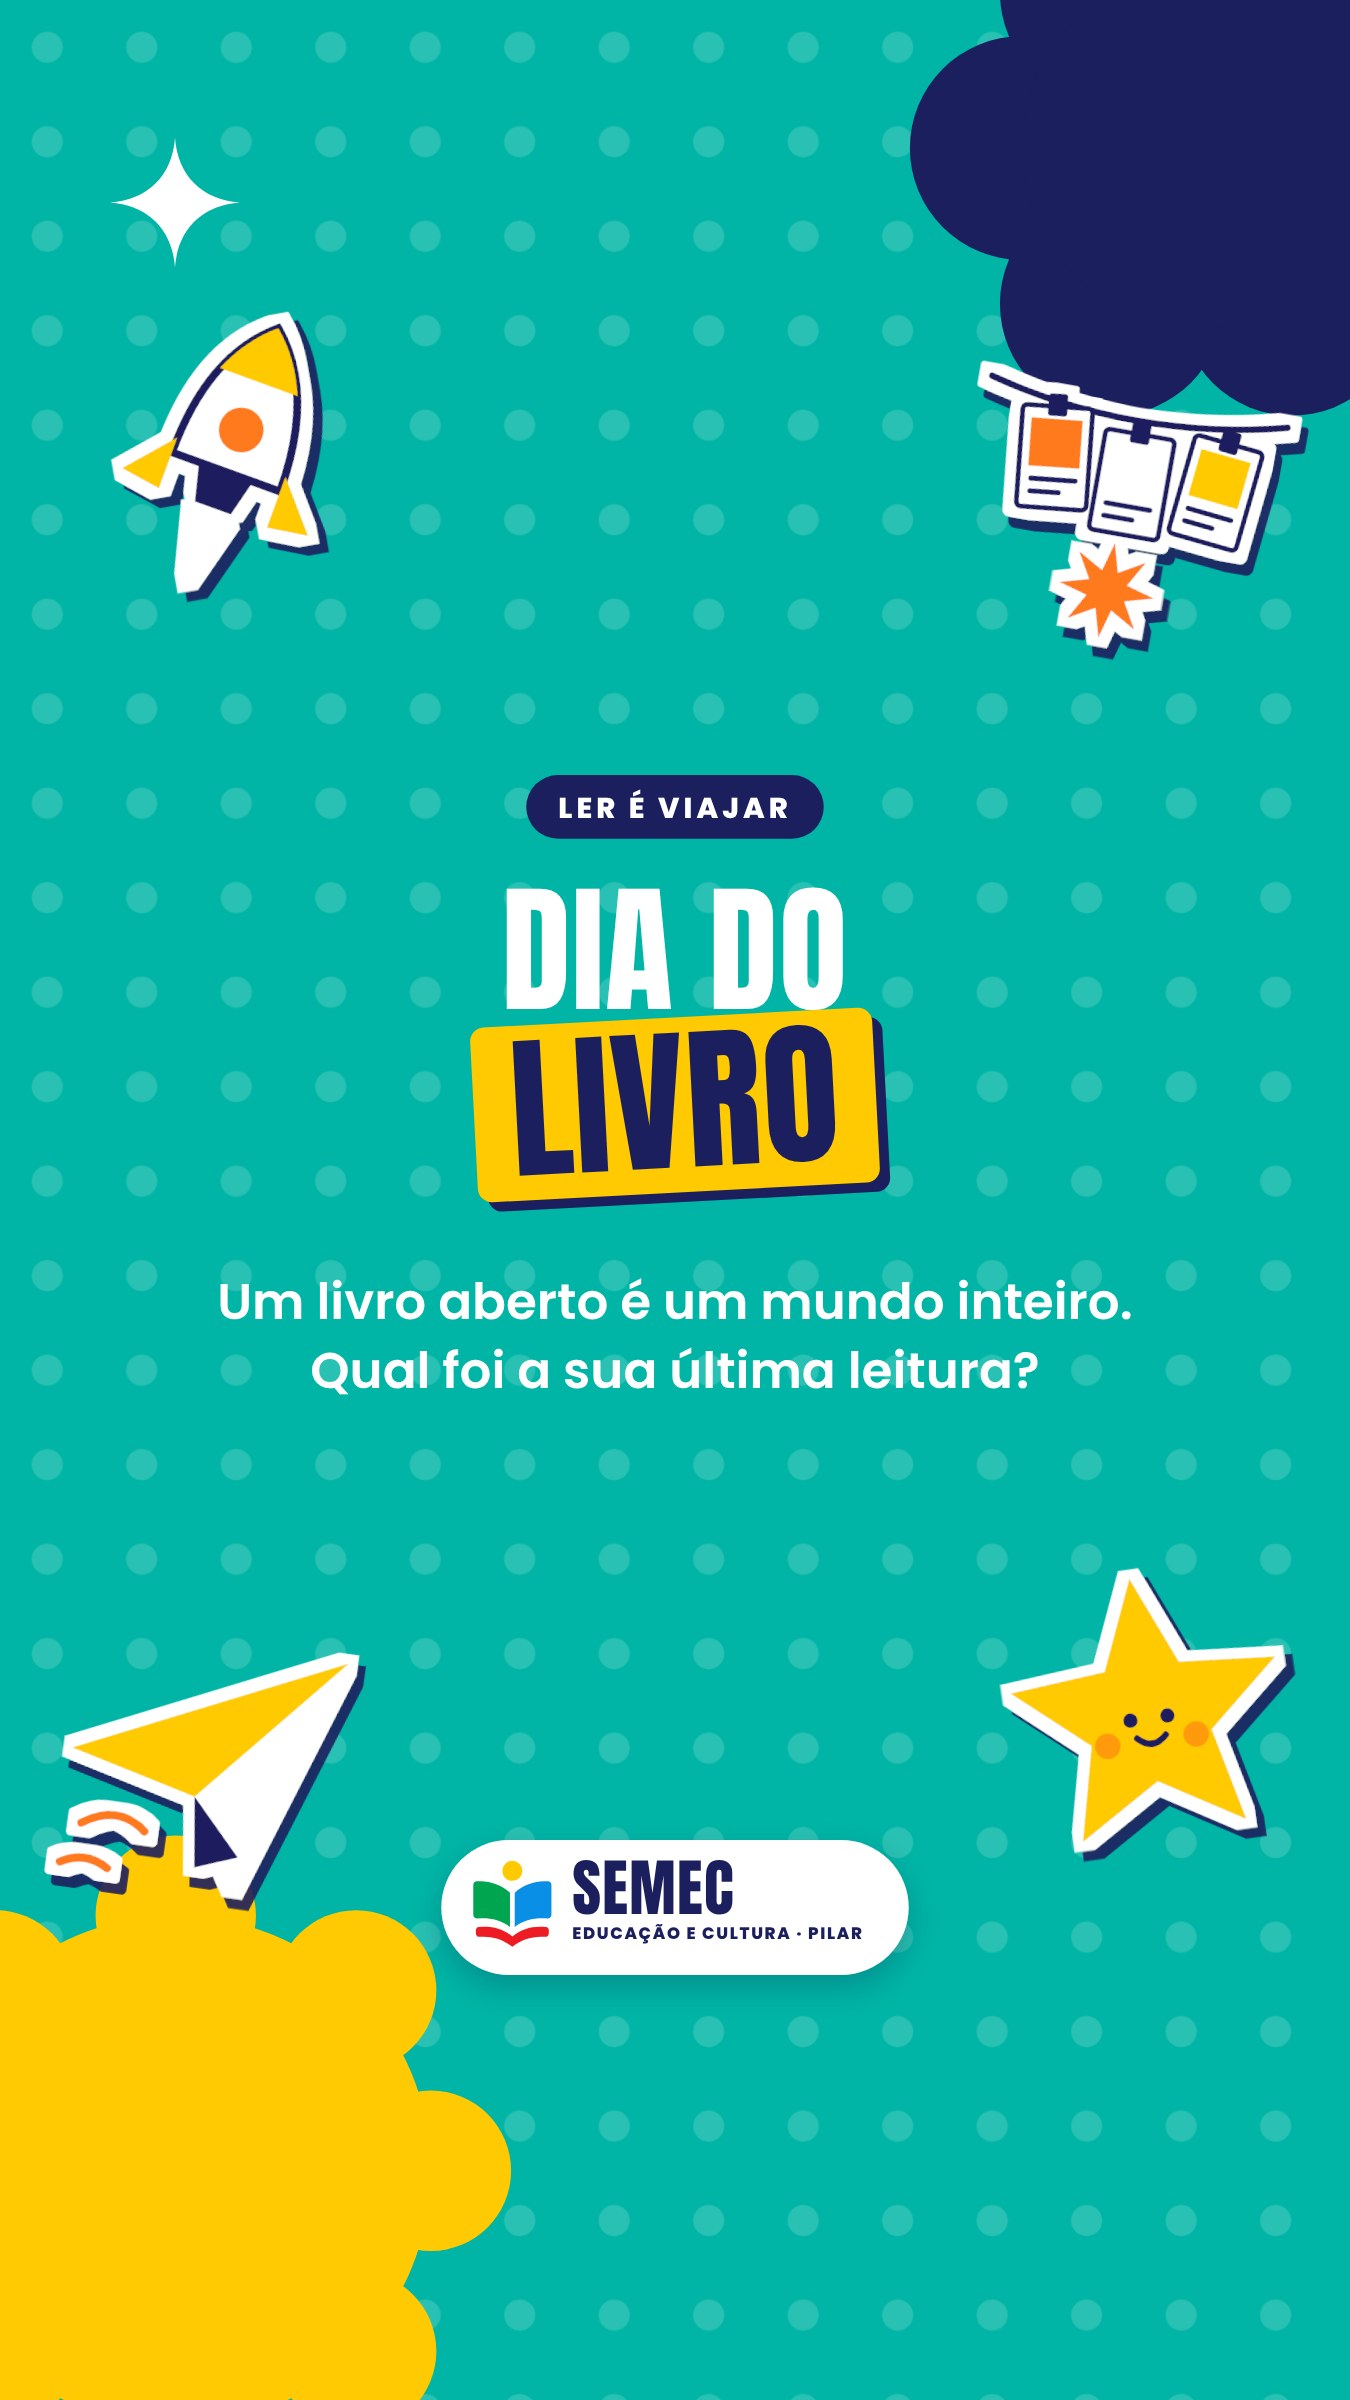 LER É VIAJAR
DIA DO
LIVRO
Um livro aberto é um mundo inteiro.
Qual foi a sua última leitura?
SEMEC
EDUCAÇÃO E CULTURA · PILAR